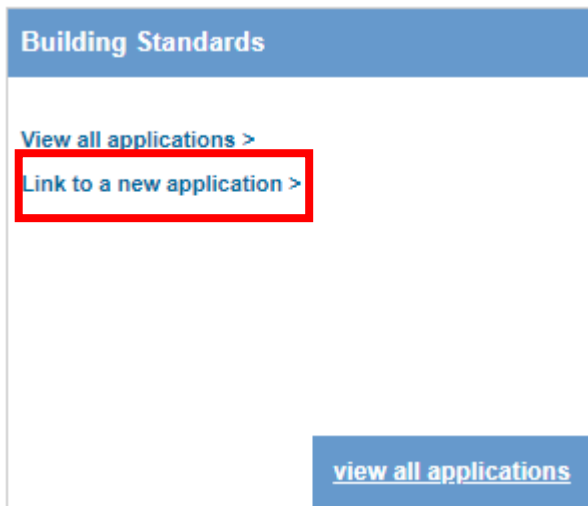 Building Standards
View all applications >
Link to a new application >
view all applications